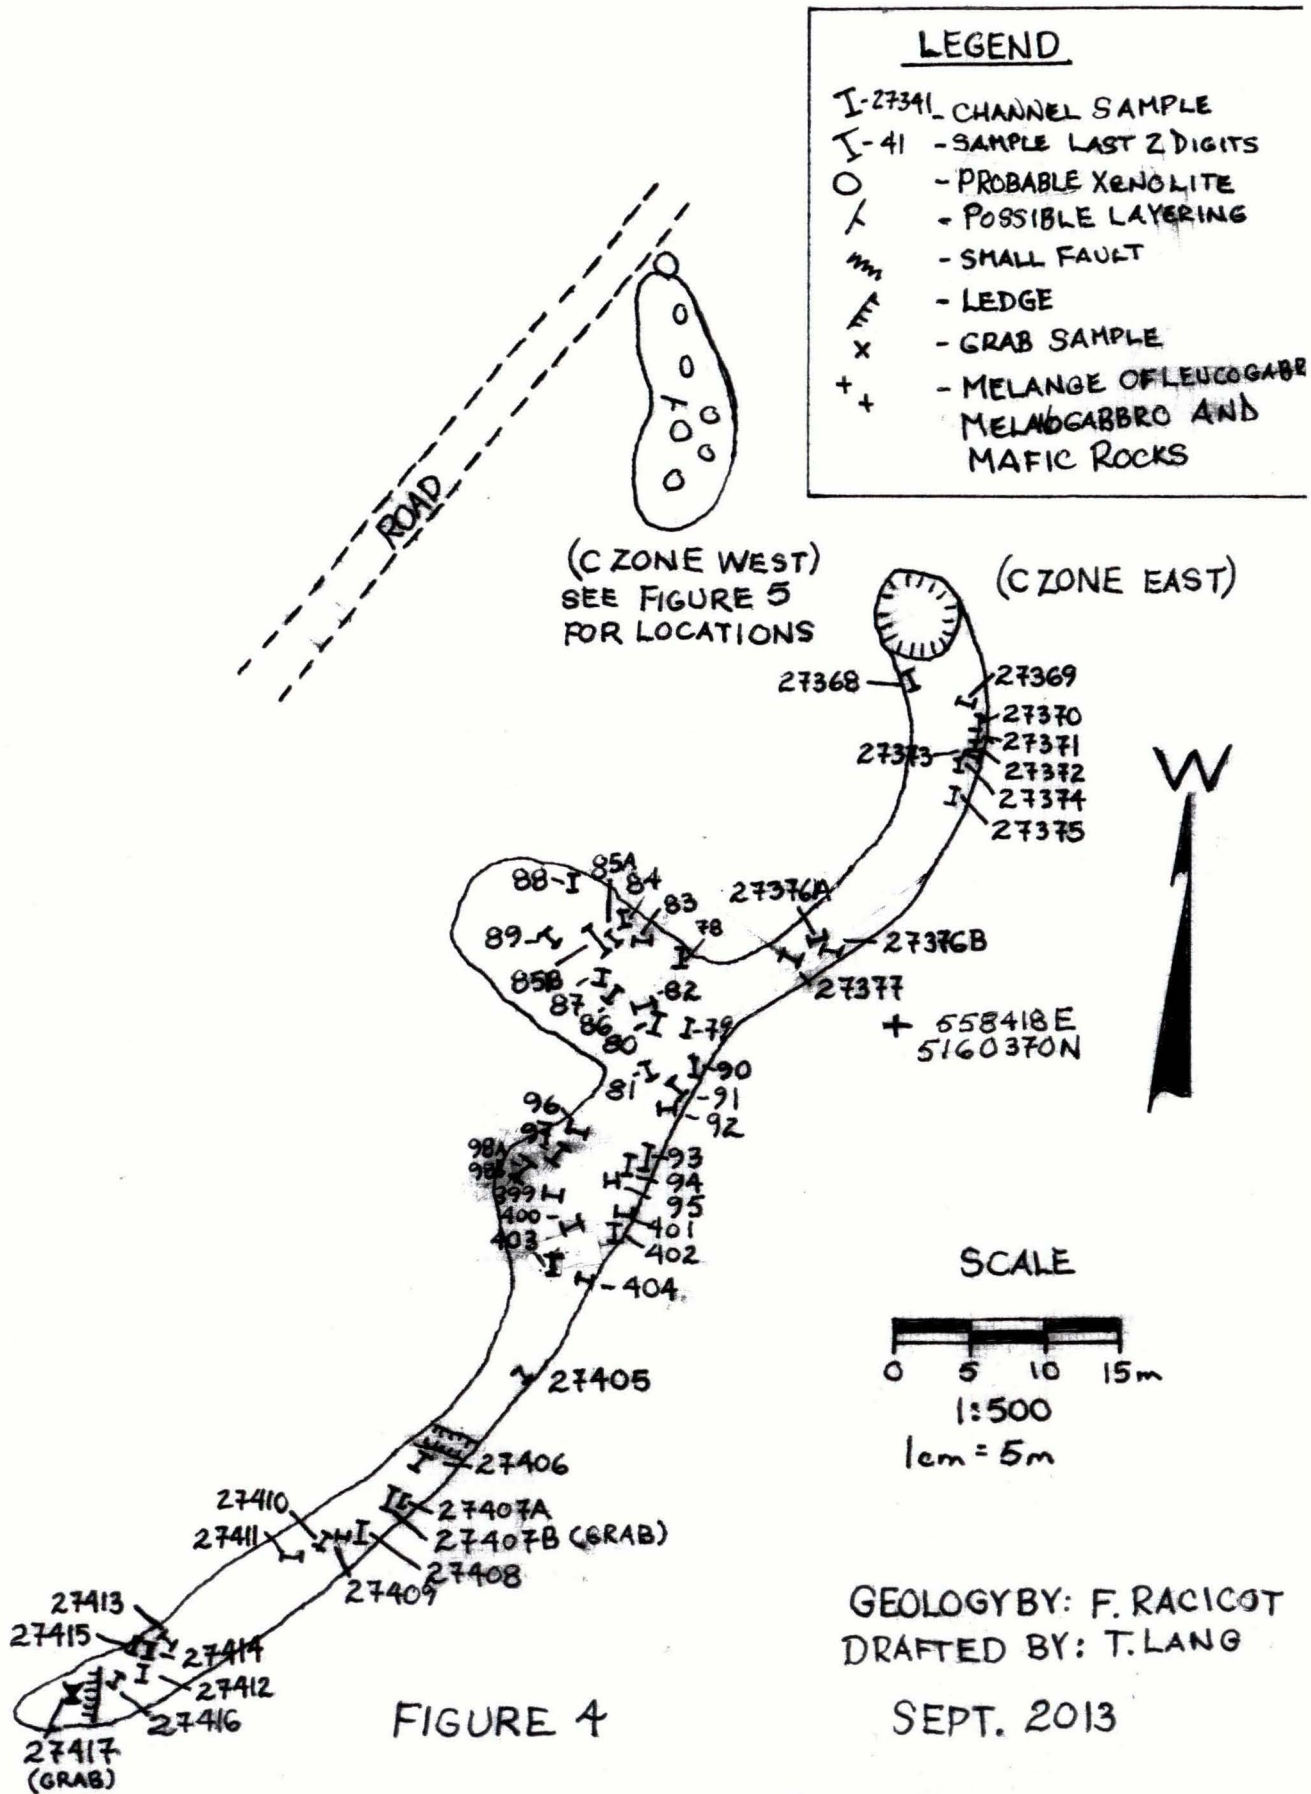 LEGEND
I-27341 - CHANNEL SAMPLE
I-41 - SAMPLE LAST 2 DIGITS
- PROBABLE XENOLITE
- POSSIBLE LAYERING
- SMALL FAULT
- LEDGE
x - GRAB SAMPLE
+ + - MELANGE OF LEUCOGABB
MELANOGABBRO AND
MAFIC ROCKS
ROAD
(C ZONE WEST)
SEE FIGURE 5
FOR LOCATIONS
(C ZONE EAST)
27368
27369
27370
27371
27373
27372
27374
27375
W
85A
88
84
83
27376A
78
89
27376B
85B
82
27377
87
86
79
80
+ 558418E
5160370N
81
90
91
92
96
97
98A
93
94
399
95
400
401
403
402
404
SCALE
0 5 10 15m
1:500
1cm = 5m
27405
27406
27410
27407A
27411
27407B (GRAB)
27408
27409
27413
27415
27414
27412
27416
27417
(GRAB)
GEOLOGY BY: F. RACICOT
DRAFTED BY: T. LANG
FIGURE 4
SEPT. 2013